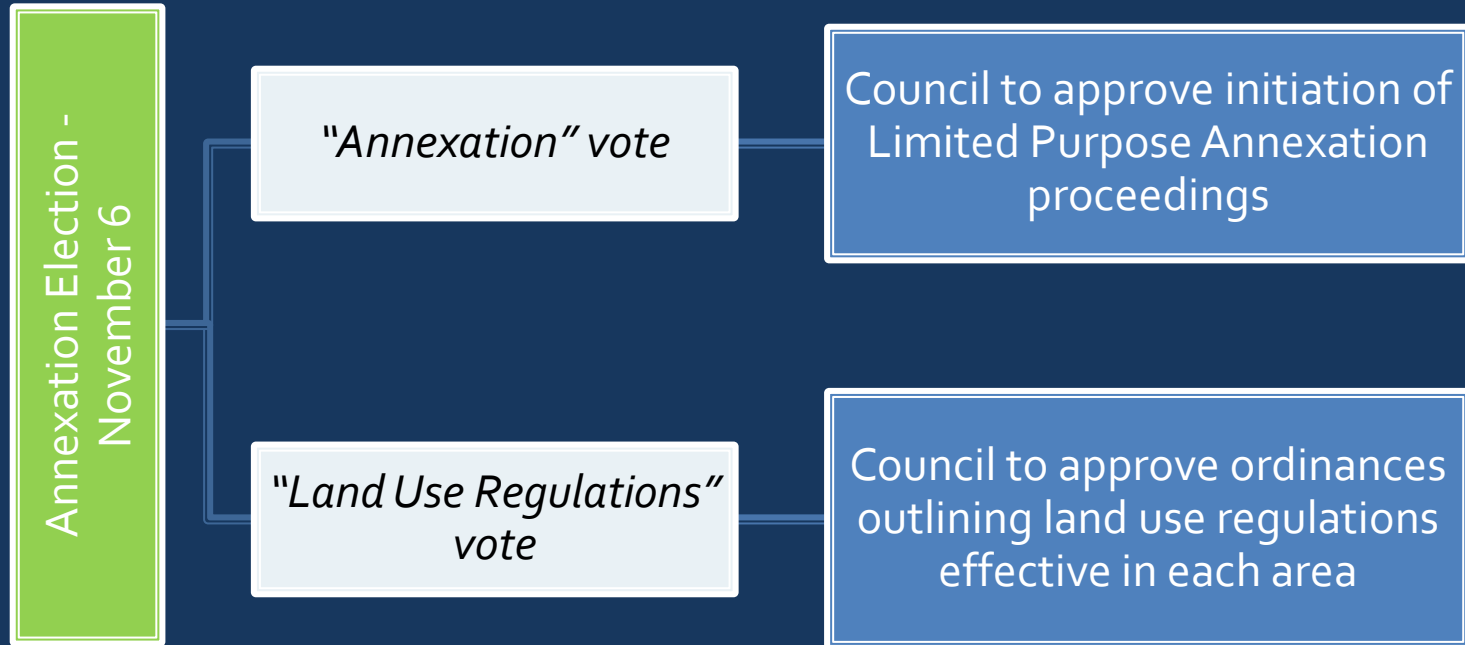 Annexation Election -
November 6
“Annexation” vote
Council to approve initiation of
Limited Purpose Annexation
proceedings
“Land Use Regulations”
vote
Council to approve ordinances
outlining land use regulations
effective in each area